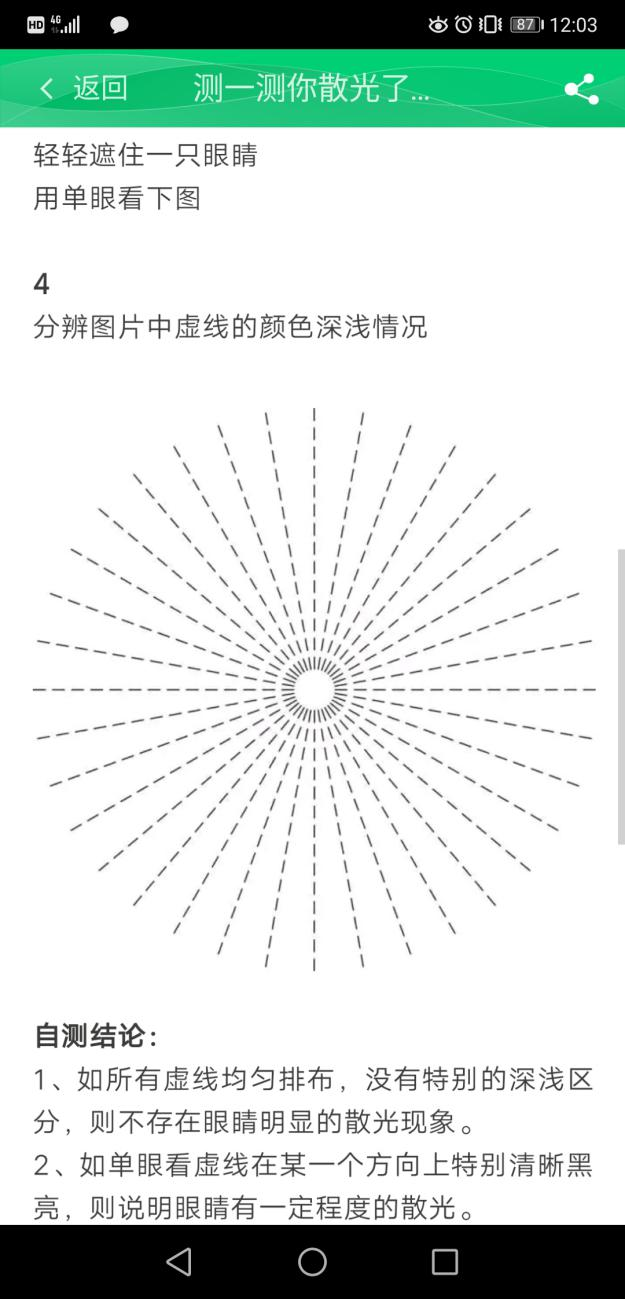 HD 4G 87 12:03
返回 测一测你散光了...
轻轻遮住一只眼睛
用单眼看下图
4
分辨图片中虚线的颜色深浅情况
自测结论：
1、如所有虚线均匀排布，没有特别的深浅区
分，则不存在眼睛明显的散光现象。
2、如单眼看虚线在某一个方向上特别清晰黑
亮，则说明眼睛有一定程度的散光。